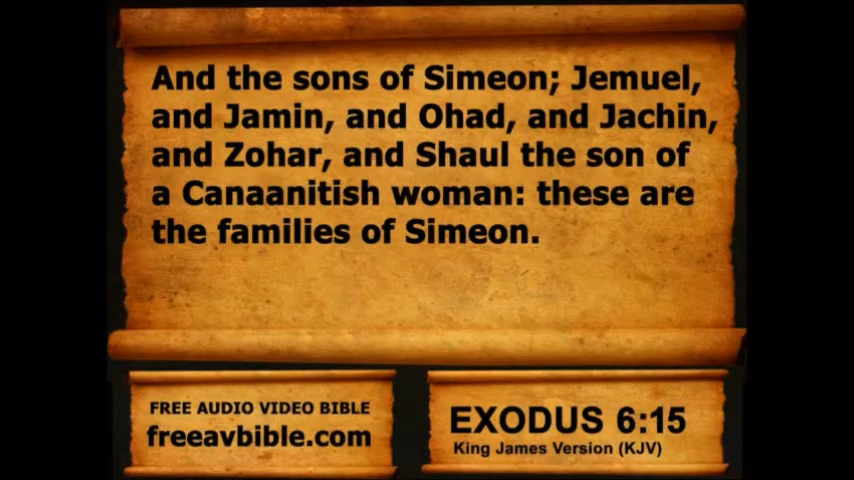 And the sons of Simeon; Jemuel,
and Jamin, and Ohad, and Jachin,
and Zohar, and Shaul the son of
a Canaanitish woman: these are
the families of Simeon.
FREE AUDIO VIDEO BIBLE
freeavbible.com
EXODUS 6:15
King James Version (KJV)